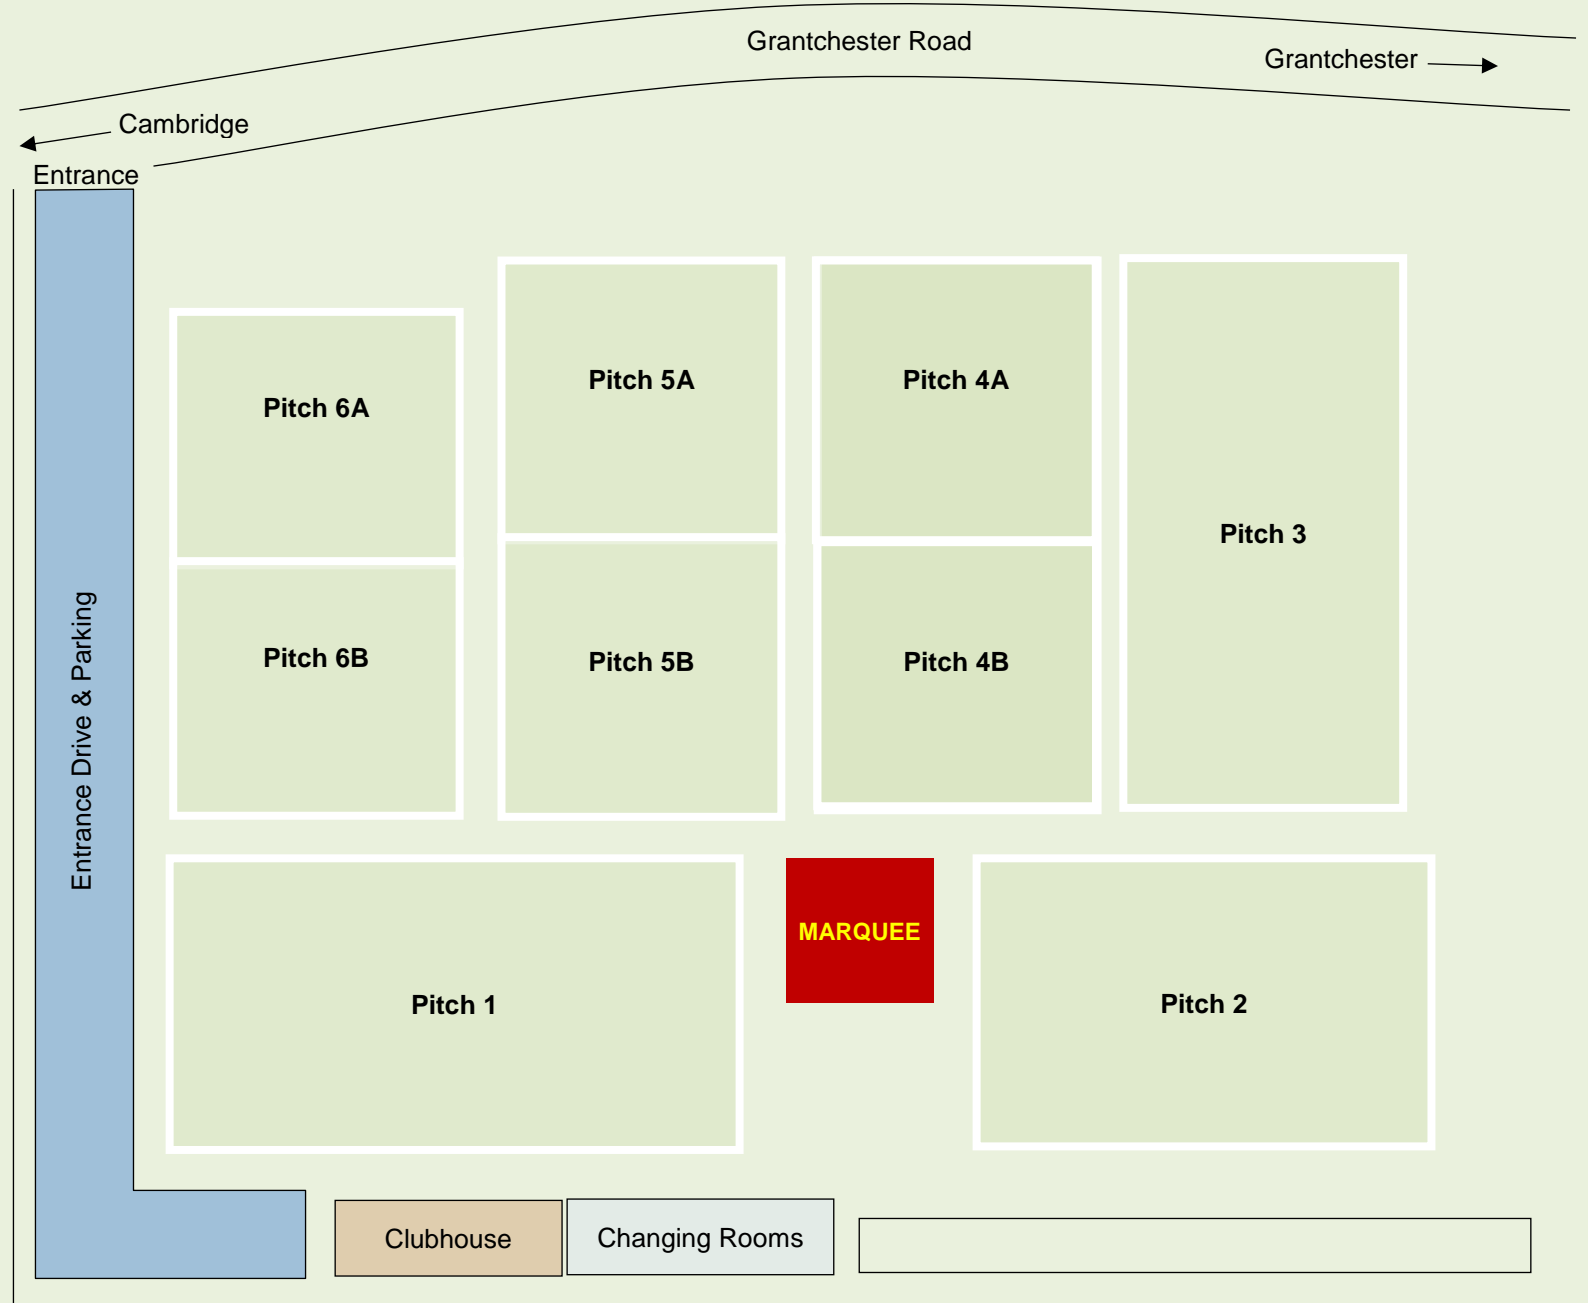 Grantchester Road
Grantchester
Cambridge
Entrance
Pitch 5A
Pitch 4A
Pitch 6A
Pitch 3
Pitch 6B
Pitch 5B
Pitch 4B
Entrance Drive & Parking
MARQUEE
Pitch 1
Pitch 2
Clubhouse
Changing Rooms